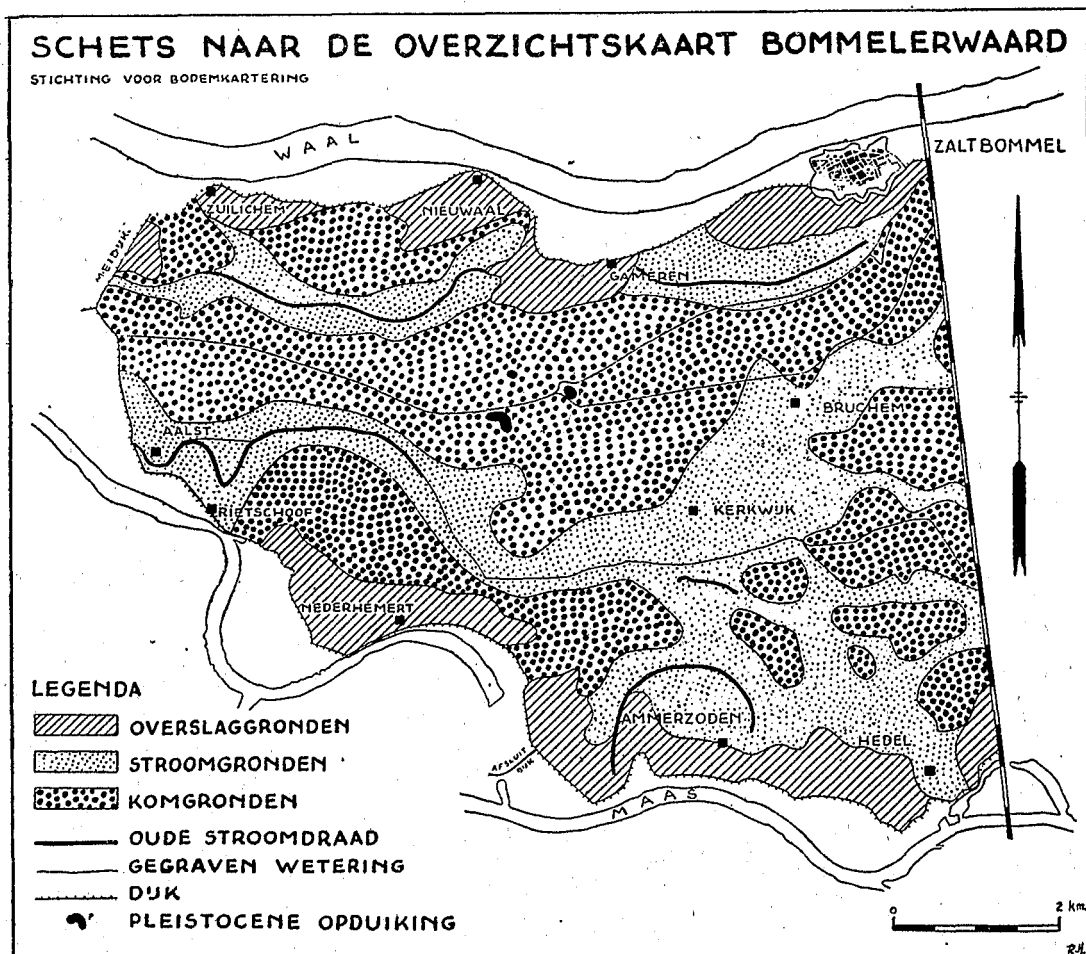 SCHETS NAAR DE OVERZICHTSKAART BOMMELERWAARD
STICHTING VOOR BODEMKARTERING
WAAL
ZALTBOMMEL
ZUILICHEM
NIEUWAAL
MEIDIJK
GAMEREN
BRUCHEM
AALST
RIETSCHOOF
KERKWIJK
NEDERHEMERT
AMMERZODEN
HEDEL
AFSLUIT
DIJK
MAAS
LEGENDA
OVERSLAGGRONDEN
STROOMGRONDEN
KOMGRONDEN
OUDE STROOMDRAAD
GEGRAVEN WETERING
DIJK
PLEISTOCENE OPDUIKING
0 2 km.